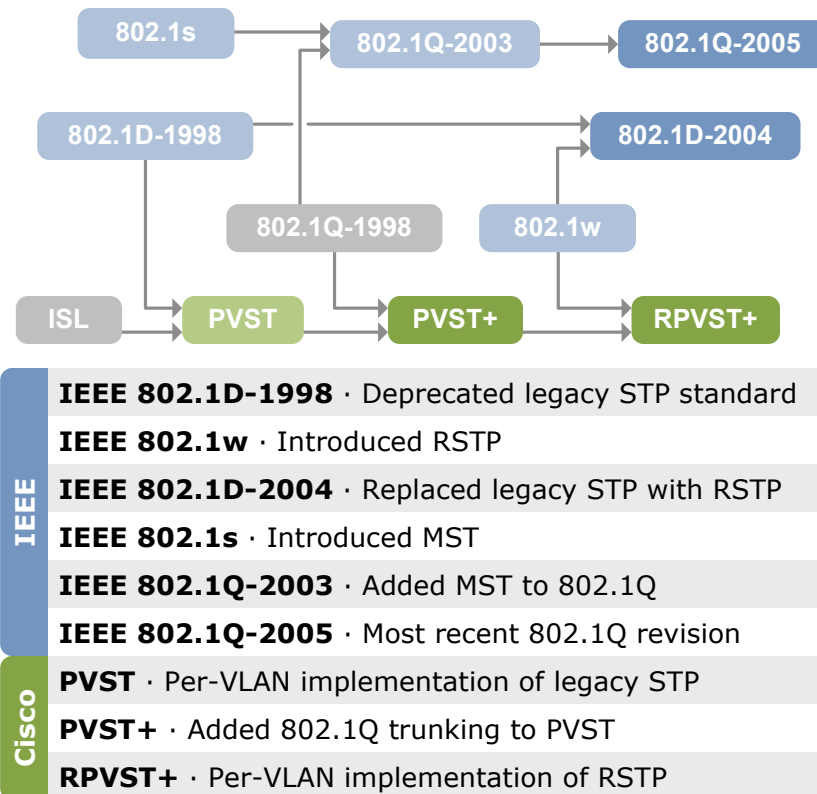 802.1s
802.1Q-2003
802.1Q-2005
802.1D-1998
802.1D-2004
802.1Q-1998
802.1w
ISL
PVST
PVST+
RPVST+
IEEE
IEEE 802.1D-1998 · Deprecated legacy STP standard
IEEE 802.1w · Introduced RSTP
IEEE 802.1D-2004 · Replaced legacy STP with RSTP
IEEE 802.1s · Introduced MST
IEEE 802.1Q-2003 · Added MST to 802.1Q
IEEE 802.1Q-2005 · Most recent 802.1Q revision
Cisco
PVST · Per-VLAN implementation of legacy STP
PVST+ · Added 802.1Q trunking to PVST
RPVST+ · Per-VLAN implementation of RSTP